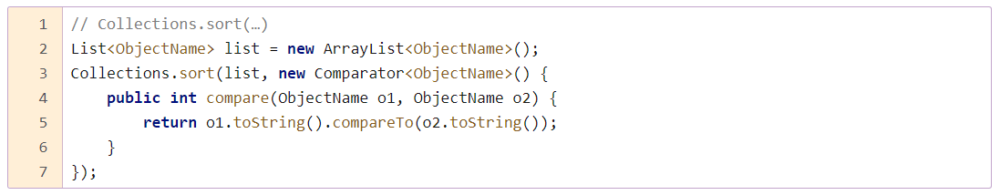 1 // Collections.sort(…)
2 List<ObjectName> list = new ArrayList<ObjectName>();
3 Collections.sort(list, new Comparator<ObjectName>() {
4     public int compare(ObjectName o1, ObjectName o2) {
5         return o1.toString().compareTo(o2.toString());
6     }
7 });